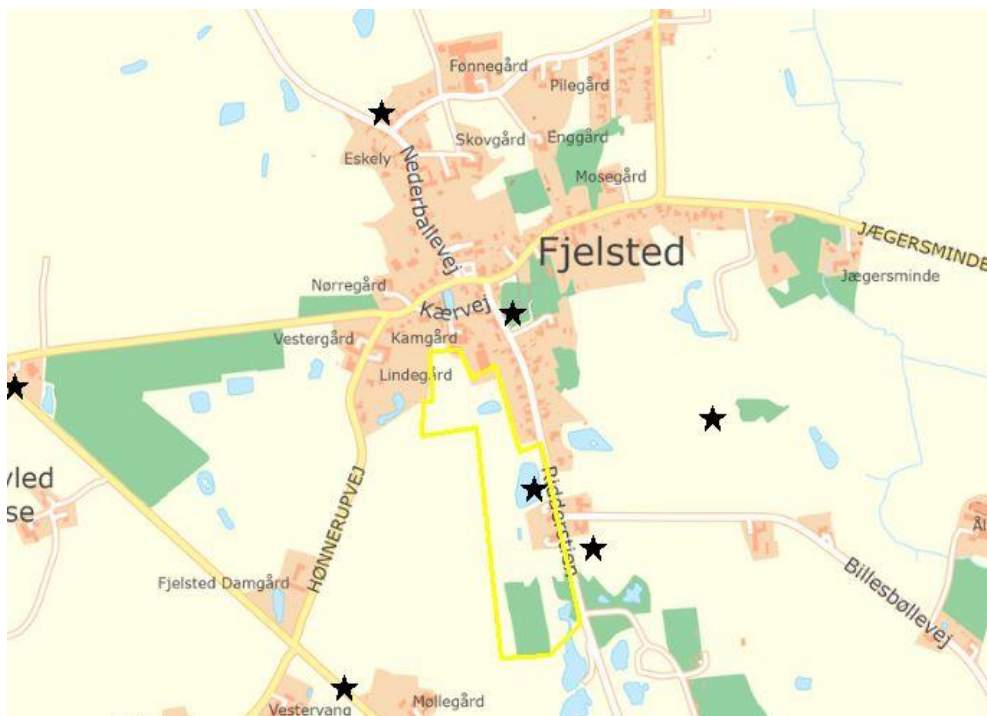 Fønnegård
Pilegård
Skovgård
Enggård
Eskely
Nederballevej
Mosegård
Fjelsted
JÆGERSMINDE
Jægersminde
Nørregård
Kærvej
Vestergård
Kamgård
Lindegård
HØNNERUPVEJ
Ridderstien
Fjelsted Damgård
Billesbøllevej
Møllegård
Vestervang